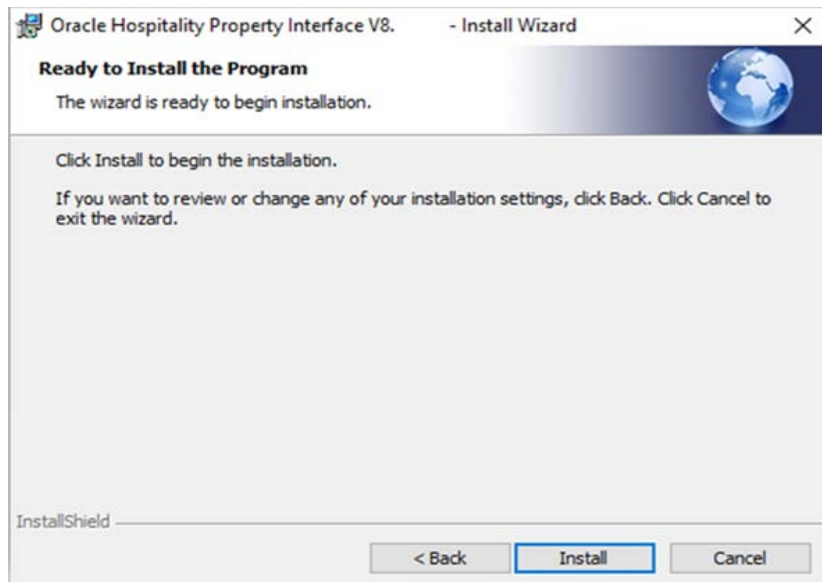 Oracle Hospitality Property Interface V8. - Install Wizard
Ready to Install the Program
The wizard is ready to begin installation.
Click Install to begin the installation.
If you want to review or change any of your installation settings, click Back. Click Cancel to
exit the wizard.
InstallShield
< Back Install Cancel